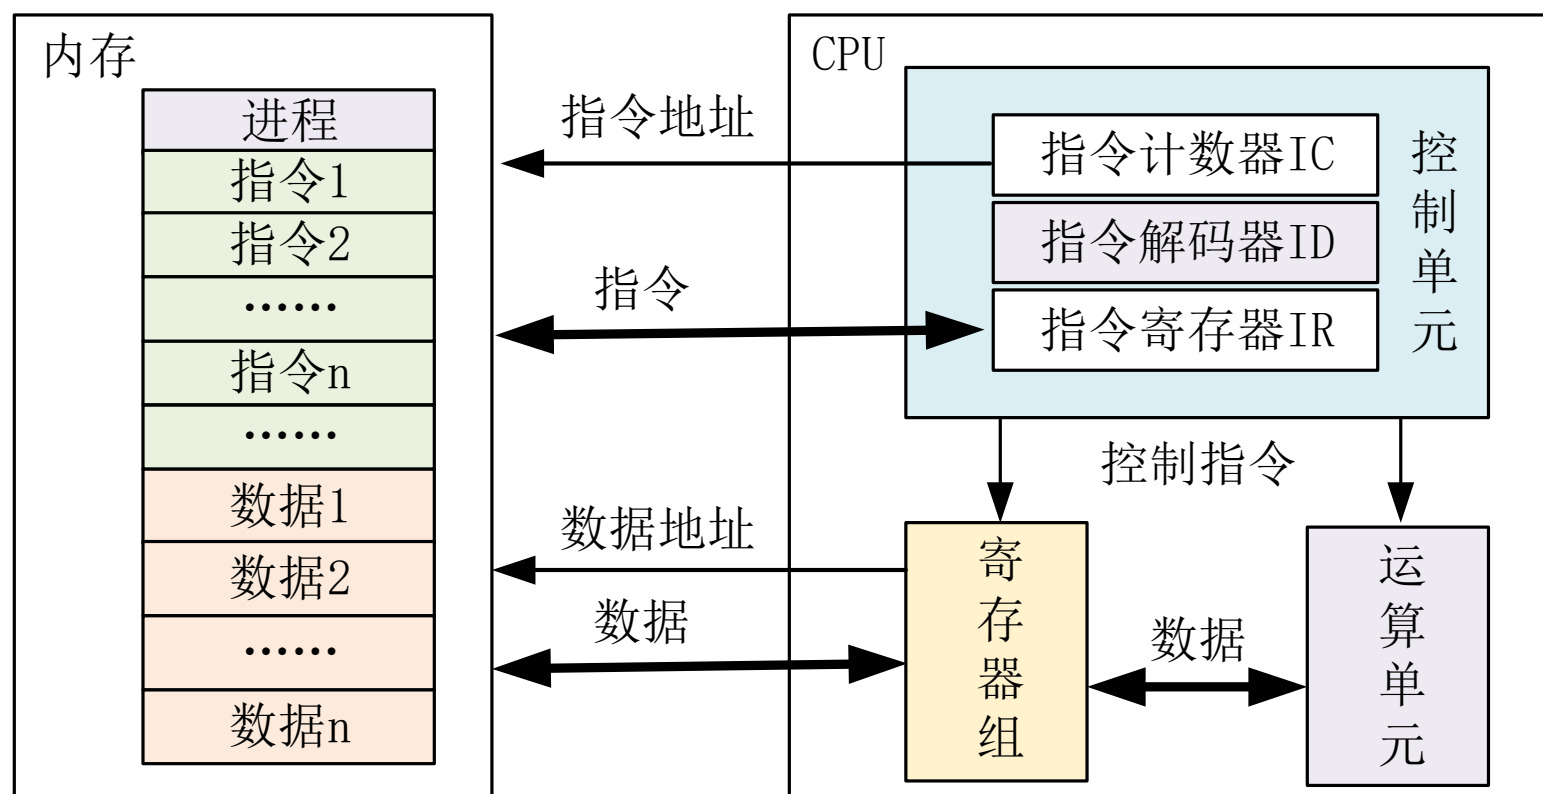 内存
进程
指令1
指令2
……
指令n
……
数据1
数据2
……
数据n
指令地址
指令
数据地址
数据
CPU
指令计数器IC
指令解码器ID
指令寄存器IR
控制单元
控制指令
寄存器组
数据
运算单元